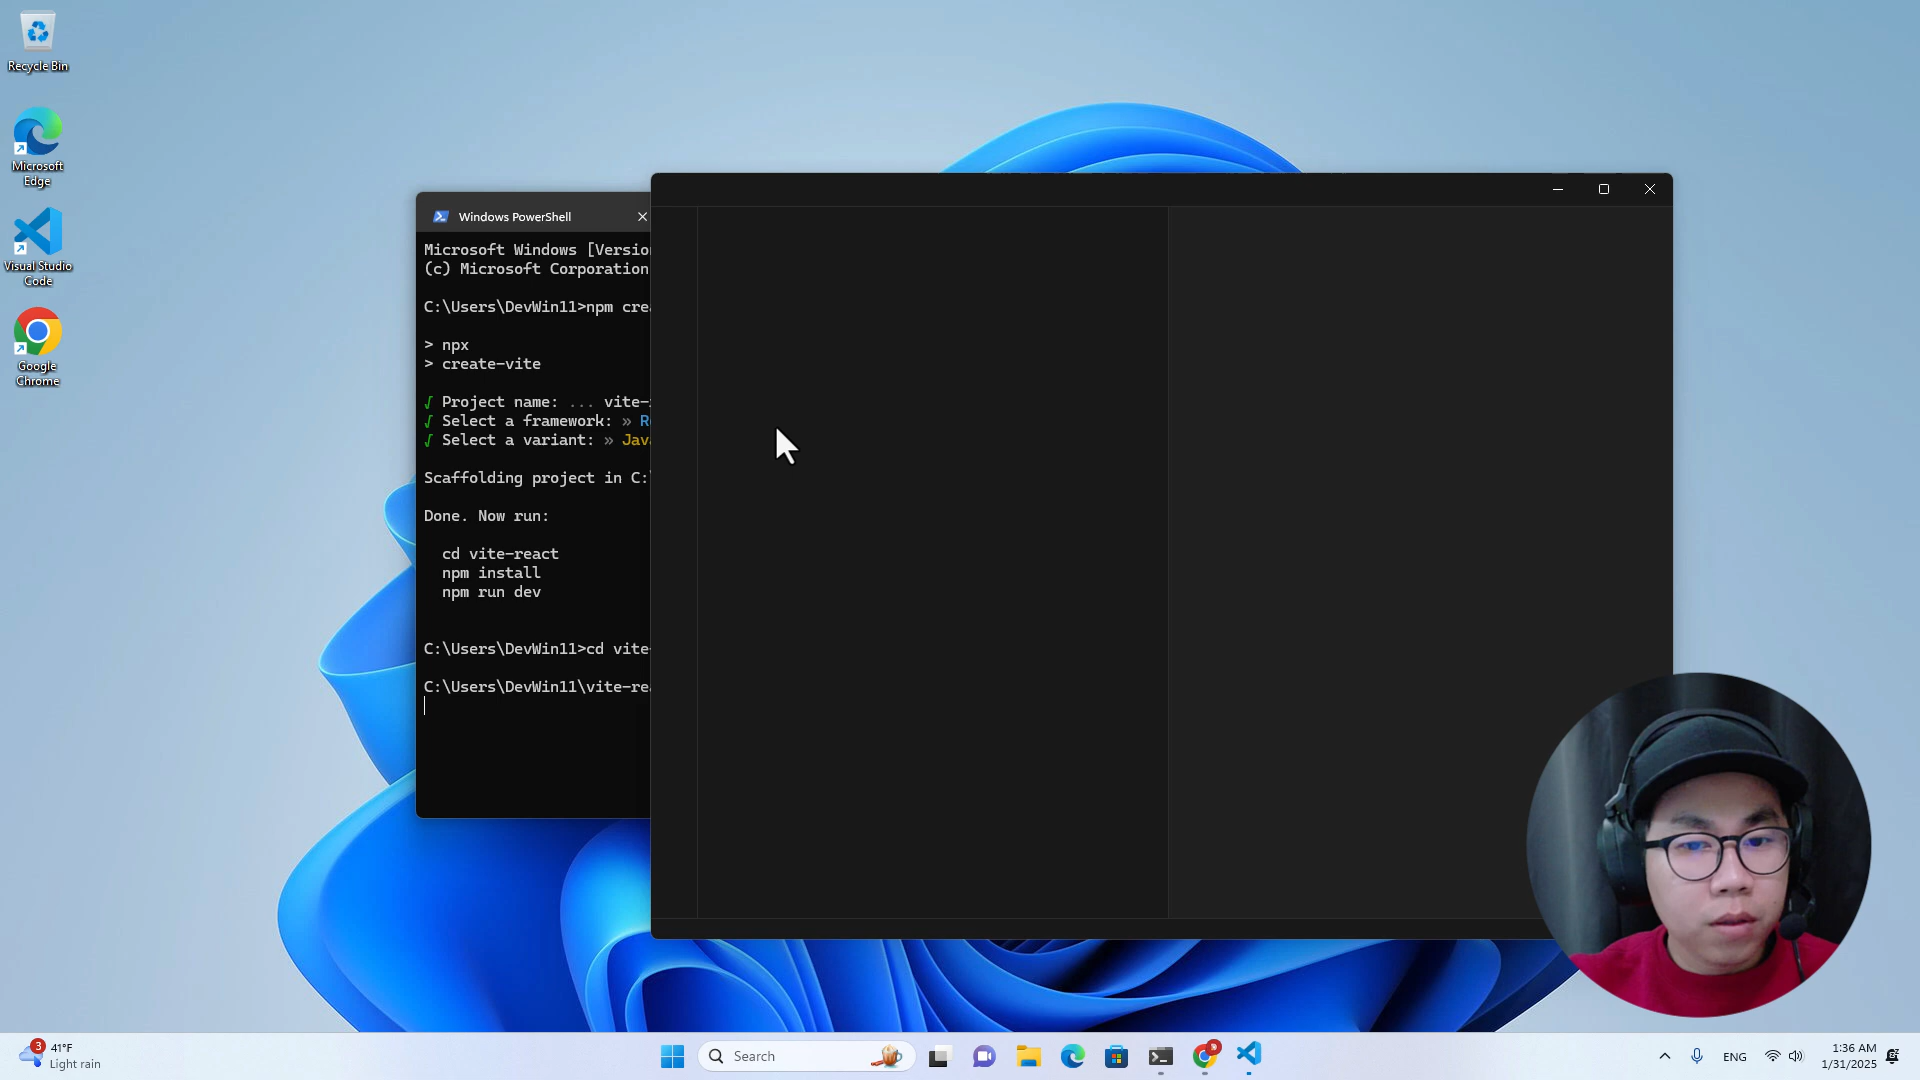 Recycle Bin
Microsoft
Edge
Visual Studio
Code
Google
Chrome
Windows PowerShell
Microsoft Windows [Versio
(c) Microsoft Corporation
C:\Users\DevWin11>npm cre
> npx
> create-vite
√ Project name: ... vite-
√ Select a framework: » R
√ Select a variant: » Jav
Scaffolding project in C:
Done. Now run:
cd vite-react
npm install
npm run dev
C:\Users\DevWin11>cd vite-
C:\Users\DevWin11\vite-re
3
41°F
Light rain
Search
ENG
1:36 AM
1/31/2025